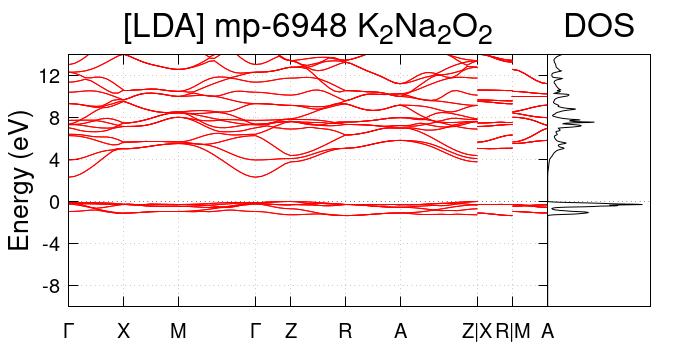 [LDA] mp-6948 K₂Na₂O₂ DOS
Energy (eV)
12
8
4
0
-4
-8
Γ X M Γ Z R A Z|X R|M A